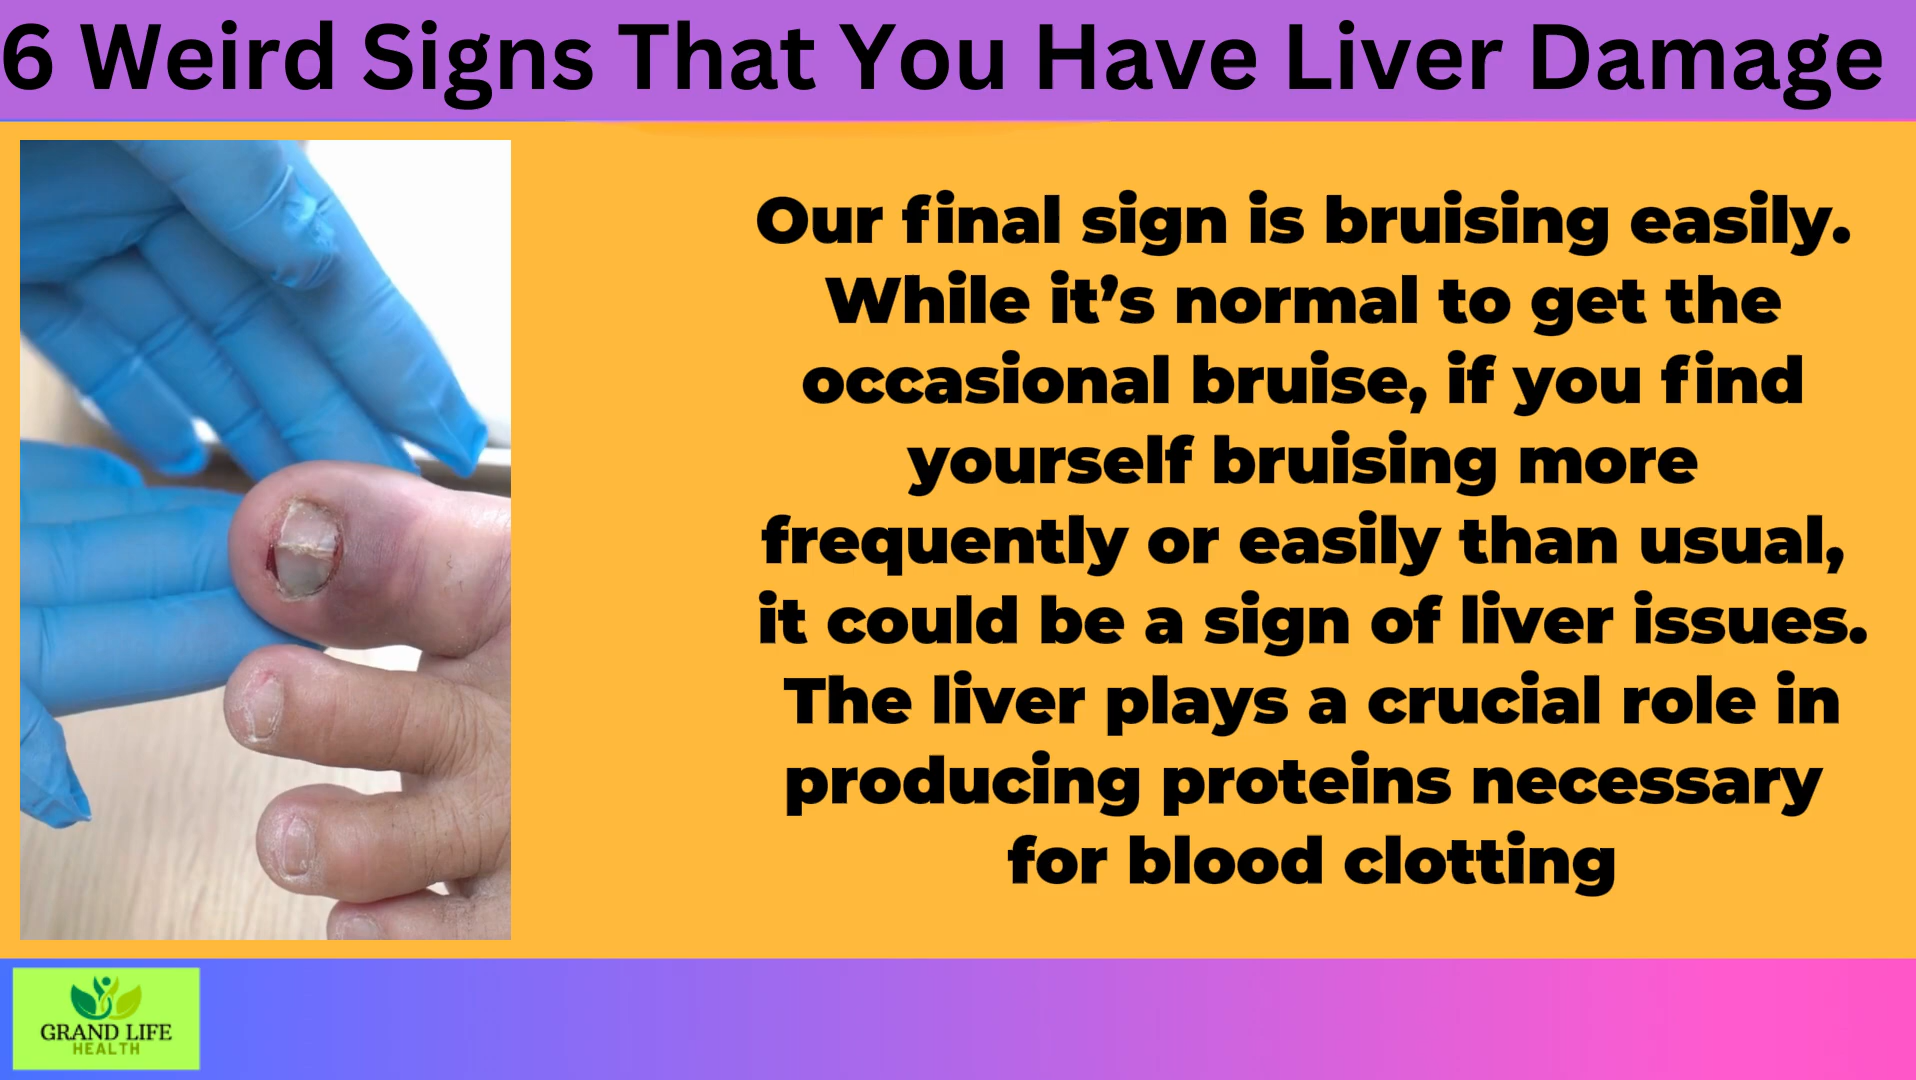 6 Weird Signs That You Have Liver Damage
Our final sign is bruising easily.
While it’s normal to get the
occasional bruise, if you find
yourself bruising more
frequently or easily than usual,
it could be a sign of liver issues.
The liver plays a crucial role in
producing proteins necessary
for blood clotting
GRAND LIFE
HEALTH